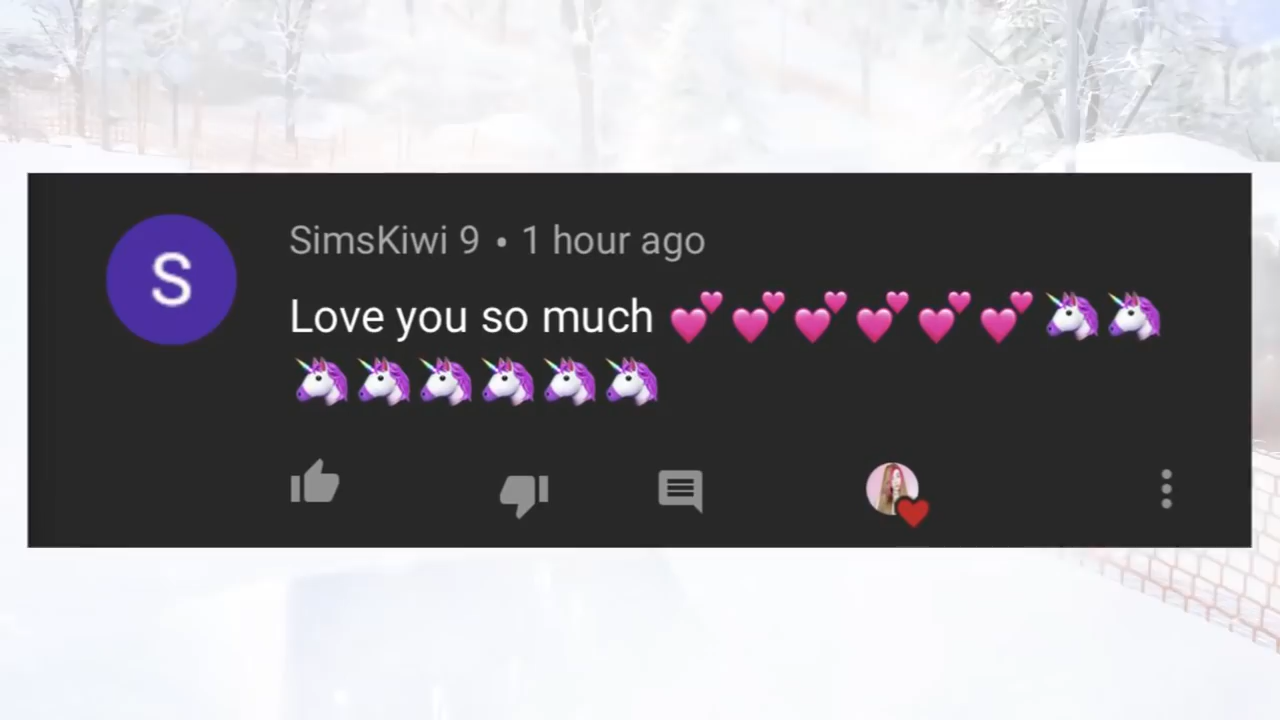 S
SimsKiwi 9 • 1 hour ago
Love you so much 💕💕💕💕💕💕🦄🦄
🦄🦄🦄🦄🦄🦄